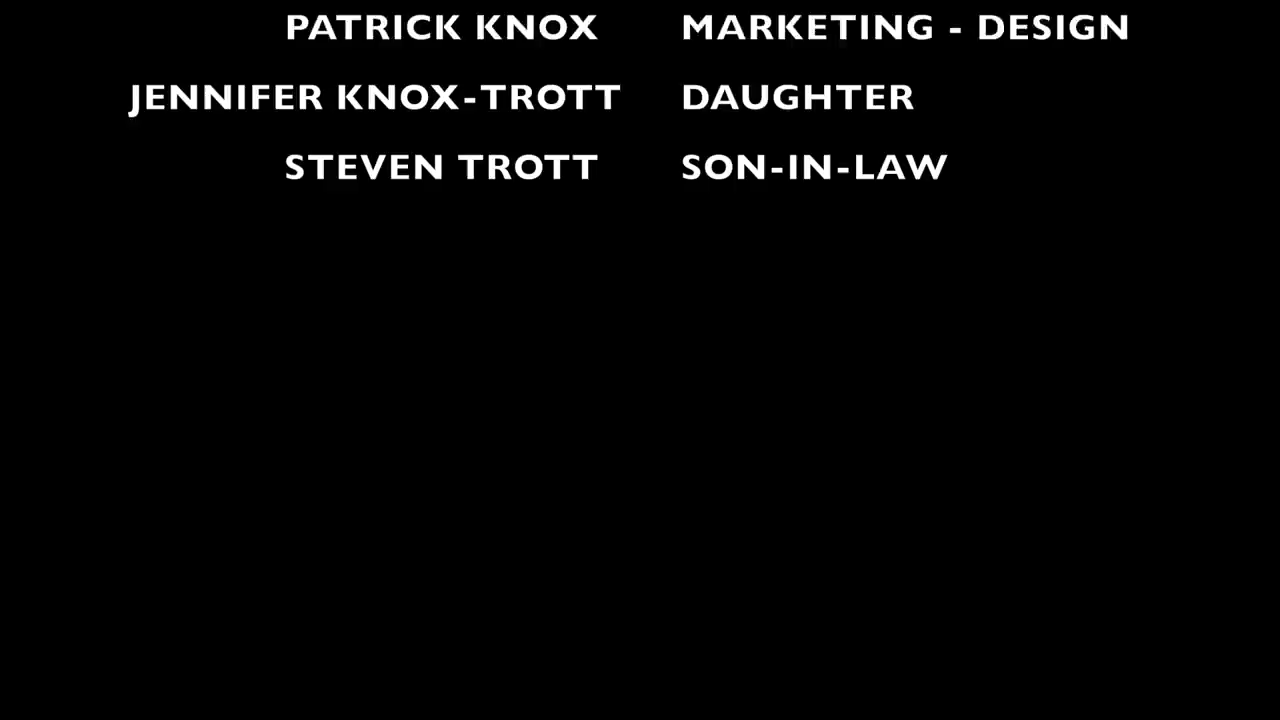 PATRICK KNOX MARKETING - DESIGN
JENNIFER KNOX-TROTT DAUGHTER
STEVEN TROTT SON-IN-LAW